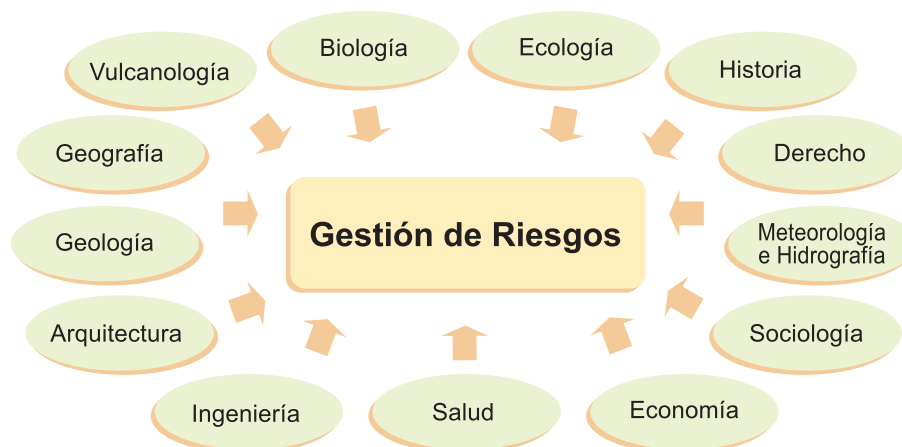 Biología
Ecología
Vulcanología
Historia
Geografía
Derecho
Gestión de Riesgos
Geología
Meteorología
e Hidrografía
Arquitectura
Sociología
Ingeniería
Salud
Economía